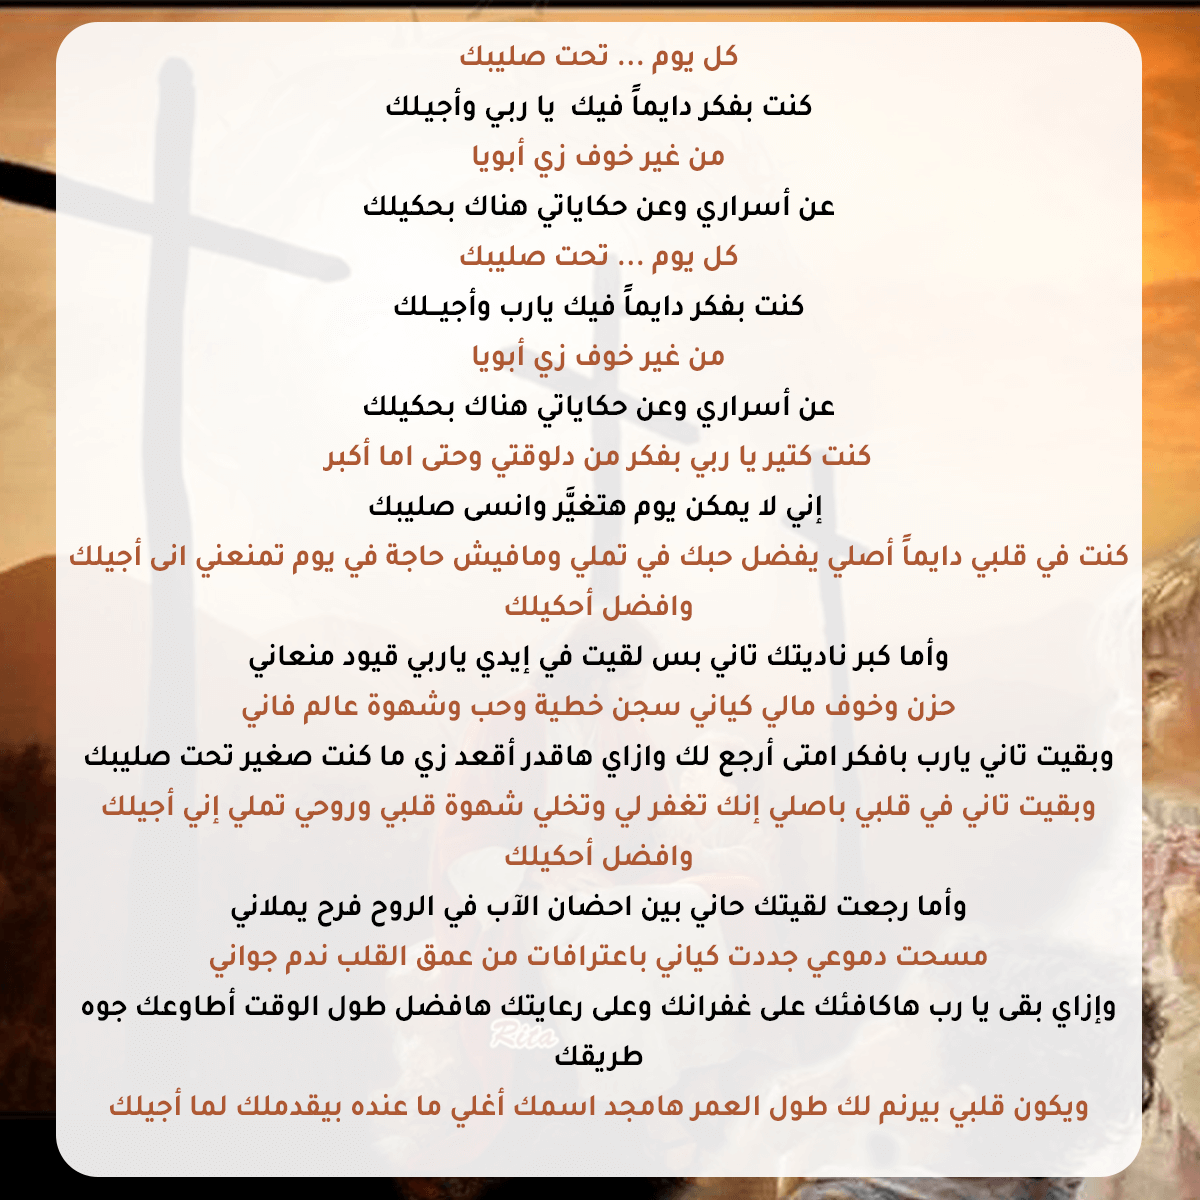 كل يوم ... تحت صليبك
كنت بفكر دايماً فيك يا ربي وأجيلك
من غير خوف زي أبويا
عن أسراري وعن حكاياتي هناك بحكيلك
كل يوم ... تحت صليبك
كنت بفكر دايماً فيك يارب وأجيــلك
من غير خوف زي أبويا
عن أسراري وعن حكاياتي هناك بحكيلك
كنت كتير يا ربي بفكر من دلوقتي وحتى اما أكبر
إني لا يمكن يوم هتغيَّر وانسى صليبك
كنت في قلبي دايماً أصلي يفضل حبك في تملي ومافيش حاجة في يوم تمنعني انى أجيلك
وافضل أحكيلك
وأما كبر ناديتك تاني بس لقيت في إيدي ياربي قيود منعاني
حزن وخوف مالي كياني سجن خطية وحب وشهوة عالم فاني
وبقيت تاني يارب بافكر امتى أرجع لك وازاي هاقدر أقعد زي ما كنت صغير تحت صليبك
وبقيت تاني في قلبي باصلي إنك تغفر لي وتخلي شهوة قلبي وروحي تملي إني أجيلك
وافضل أحكيلك
وأما رجعت لقيتك حاني بين احضان الآب في الروح فرح يملاني
مسحت دموعي جددت كياني باعترافات من عمق القلب ندم جواني
وإزاي بقى يا رب هاكافئك على غفرانك وعلى رعايتك هافضل طول الوقت أطاوعك جوه
Rita
طريقك
ويكون قلبي بيرنم لك طول العمر هامجد اسمك أغلي ما عنده بيقدملك لما أجيلك